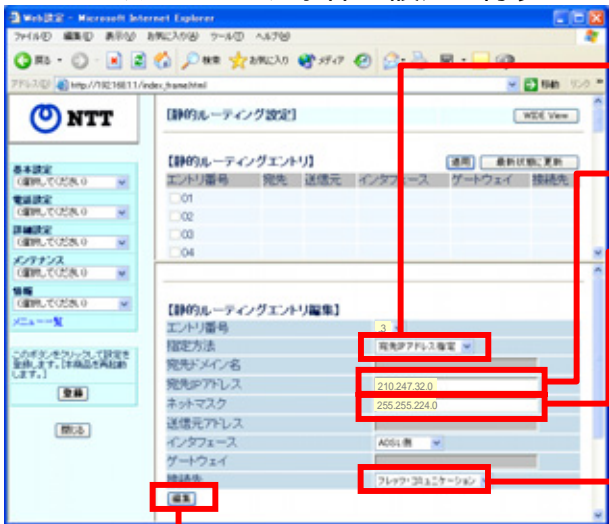 Web設定 - Microsoft Internet Explorer
ファイル(F) 編集(E) 表示(V) お気に入り(A) ツール(T) ヘルプ(H)
戻る 検索 お気に入り メディア
アドレス(D) http://192.168.1.1/index_frame.html 移動 リンク
NTT
基本設定
(選択してください)
電話設定
(選択してください)
詳細設定
(選択してください)
メンテナンス
(選択してください)
情報
(選択してください)
メニュー一覧
このボタンをクリックして設定を
登録します。[本商品を再起動
します。]
登録
閉じる
【静的ルーティング設定】 WIDE View
【静的ルーティングエントリ】 適用 最新状態に更新
エントリ番号 宛先 送信元 インタフェース ゲートウェイ 接続先
01
02
03
04
【静的ルーティングエントリ編集】
エントリ番号 3
指定方法 宛先IPアドレス指定
宛先ドメイン名
宛先IPアドレス 210.247.32.0
ネットマスク 255.255.224.0
送信元アドレス
インタフェース ADSL側
ゲートウェイ
接続先 フレッツ・コミュニケーション
編集